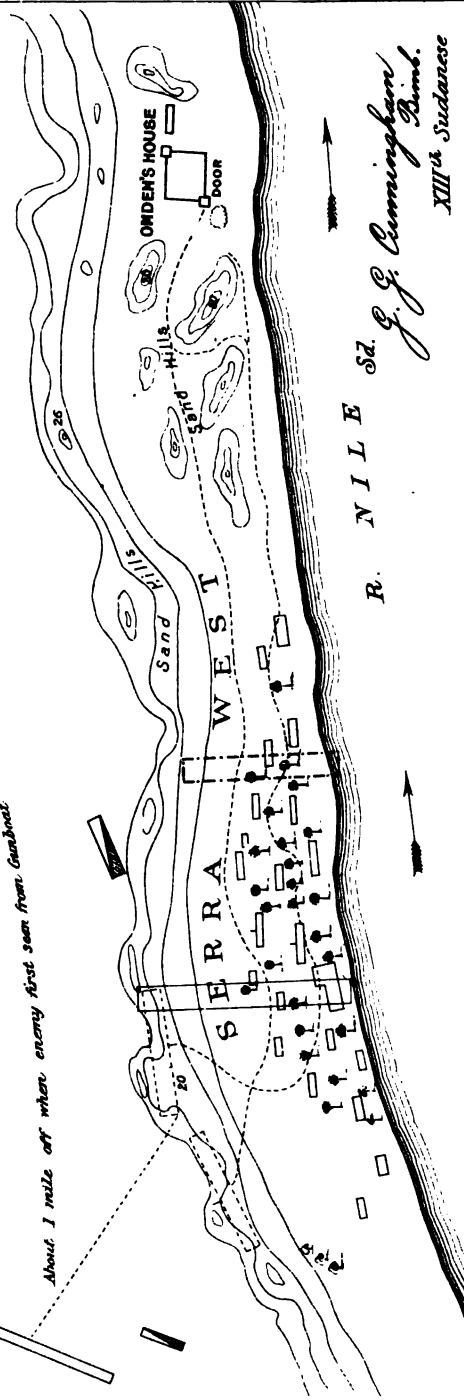 About 1 mile off when enemy first seen from Gunboat
OMDEN'S HOUSE
DOOR
Sand Hills
26
Sand Hills
SERRA WEST
20
R. NILE
Sd. G. G. Cunningham
Bimb.
XIIIth Sudanese